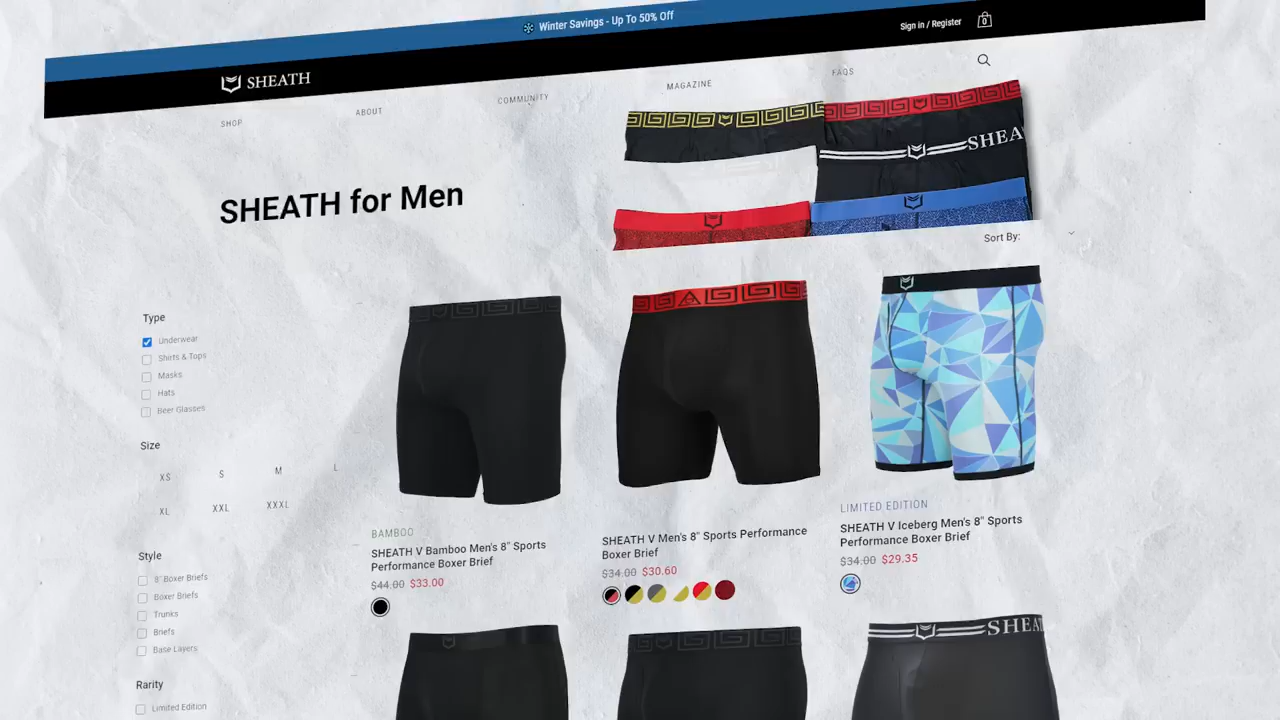 Winter Savings - Up To 50% Off
Sign in / Register
0
SHEATH
SHOP
ABOUT
COMMUNITY
MAGAZINE
FAQS
SHEATH for Men
SHEA
Sort By:
Type
Underwear
Shirts & Tops
Masks
Hats
Beer Glasses
Size
XS
S
M
L
XL
XXL
XXXL
Style
8" Boxer Briefs
Boxer Briefs
Trunks
Briefs
Base Layers
Rarity
Limited Edition
BAMBOO
SHEATH V Bamboo Men's 8" Sports
Performance Boxer Brief
$44.00 $33.00
SHEATH V Men's 8" Sports Performance
Boxer Brief
$34.00 $30.60
LIMITED EDITION
SHEATH V Iceberg Men's 8" Sports
Performance Boxer Brief
$34.00 $29.35
SHEA